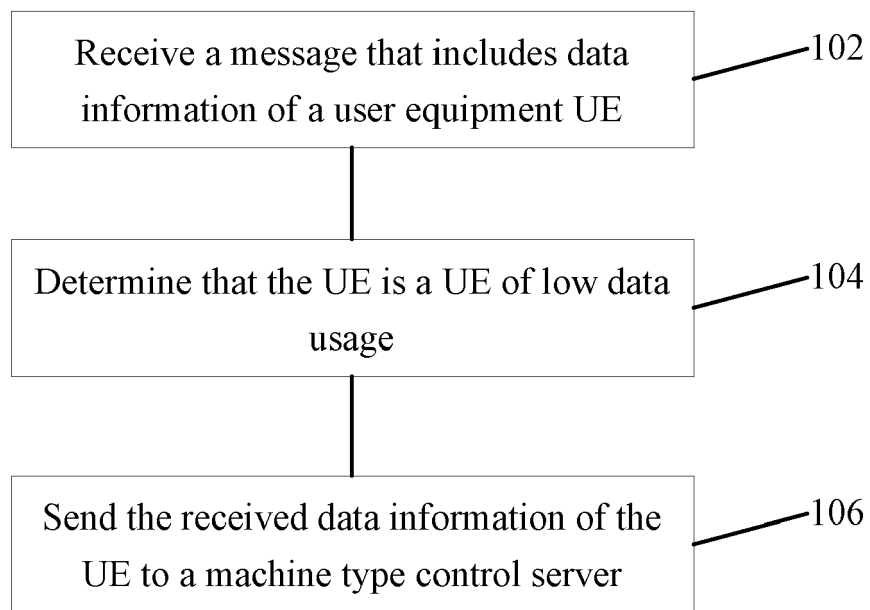 Receive a message that includes data
information of a user equipment UE
102
Determine that the UE is a UE of low data
usage
104
Send the received data information of the
UE to a machine type control server
106